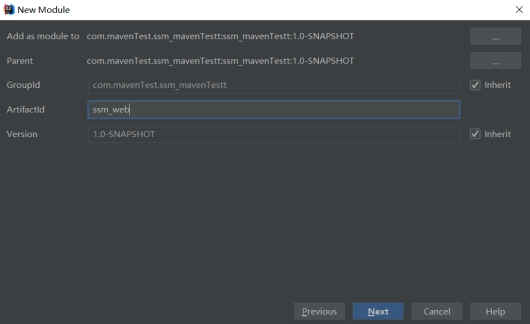 New Module
Add as module to com.mavenTest.ssm_mavenTestt:ssm_mavenTestt:1.0-SNAPSHOT ...
Parent com.mavenTest.ssm_mavenTestt:ssm_mavenTestt:1.0-SNAPSHOT ...
GroupId com.mavenTest.ssm_mavenTestt Inherit
ArtifactId ssm_web
Version 1.0-SNAPSHOT Inherit
Previous Next Cancel Help